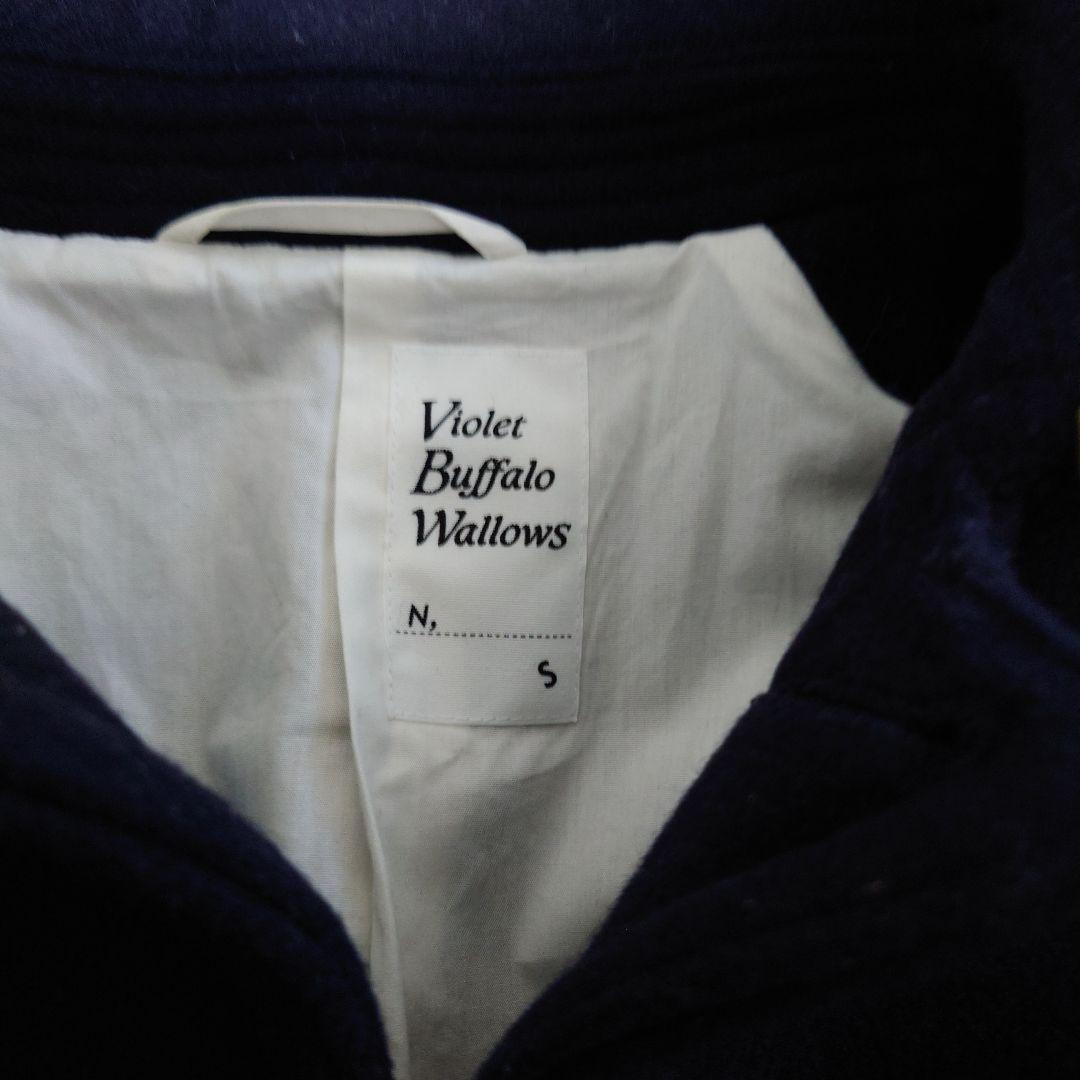 Violet
Buffalo
Wallows
N,
S